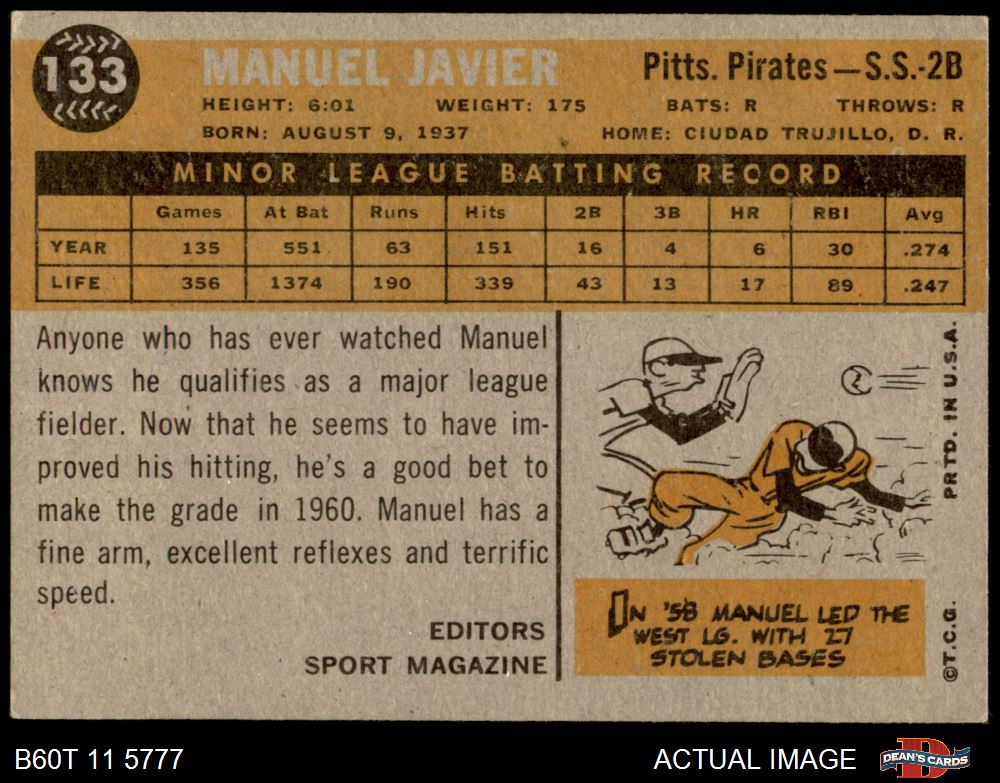 133
MANUEL JAVIER
Pitts. Pirates—S.S.-2B
HEIGHT: 6:01 WEIGHT: 175 BATS: R THROWS: R
BORN: AUGUST 9, 1937 HOME: CIUDAD TRUJILLO, D. R.
MINOR LEAGUE BATTING RECORD
Games At Bat Runs Hits 2B 3B HR RBI Avg
YEAR 135 551 63 151 16 4 6 30 .274
LIFE 356 1374 190 339 43 13 17 89 .247
Anyone who has ever watched Manuel
knows he qualifies as a major league
fielder. Now that he seems to have im-
proved his hitting, he's a good bet to
make the grade in 1960. Manuel has a
fine arm, excellent reflexes and terrific
speed.
EDITORS
SPORT MAGAZINE
IN '58 MANUEL LED THE
WEST LG. WITH 27
STOLEN BASES
PRTD. IN U.S.A.
©T.C.G.
B60T 11 5777
ACTUAL IMAGE
D
DEAN'S CARDS